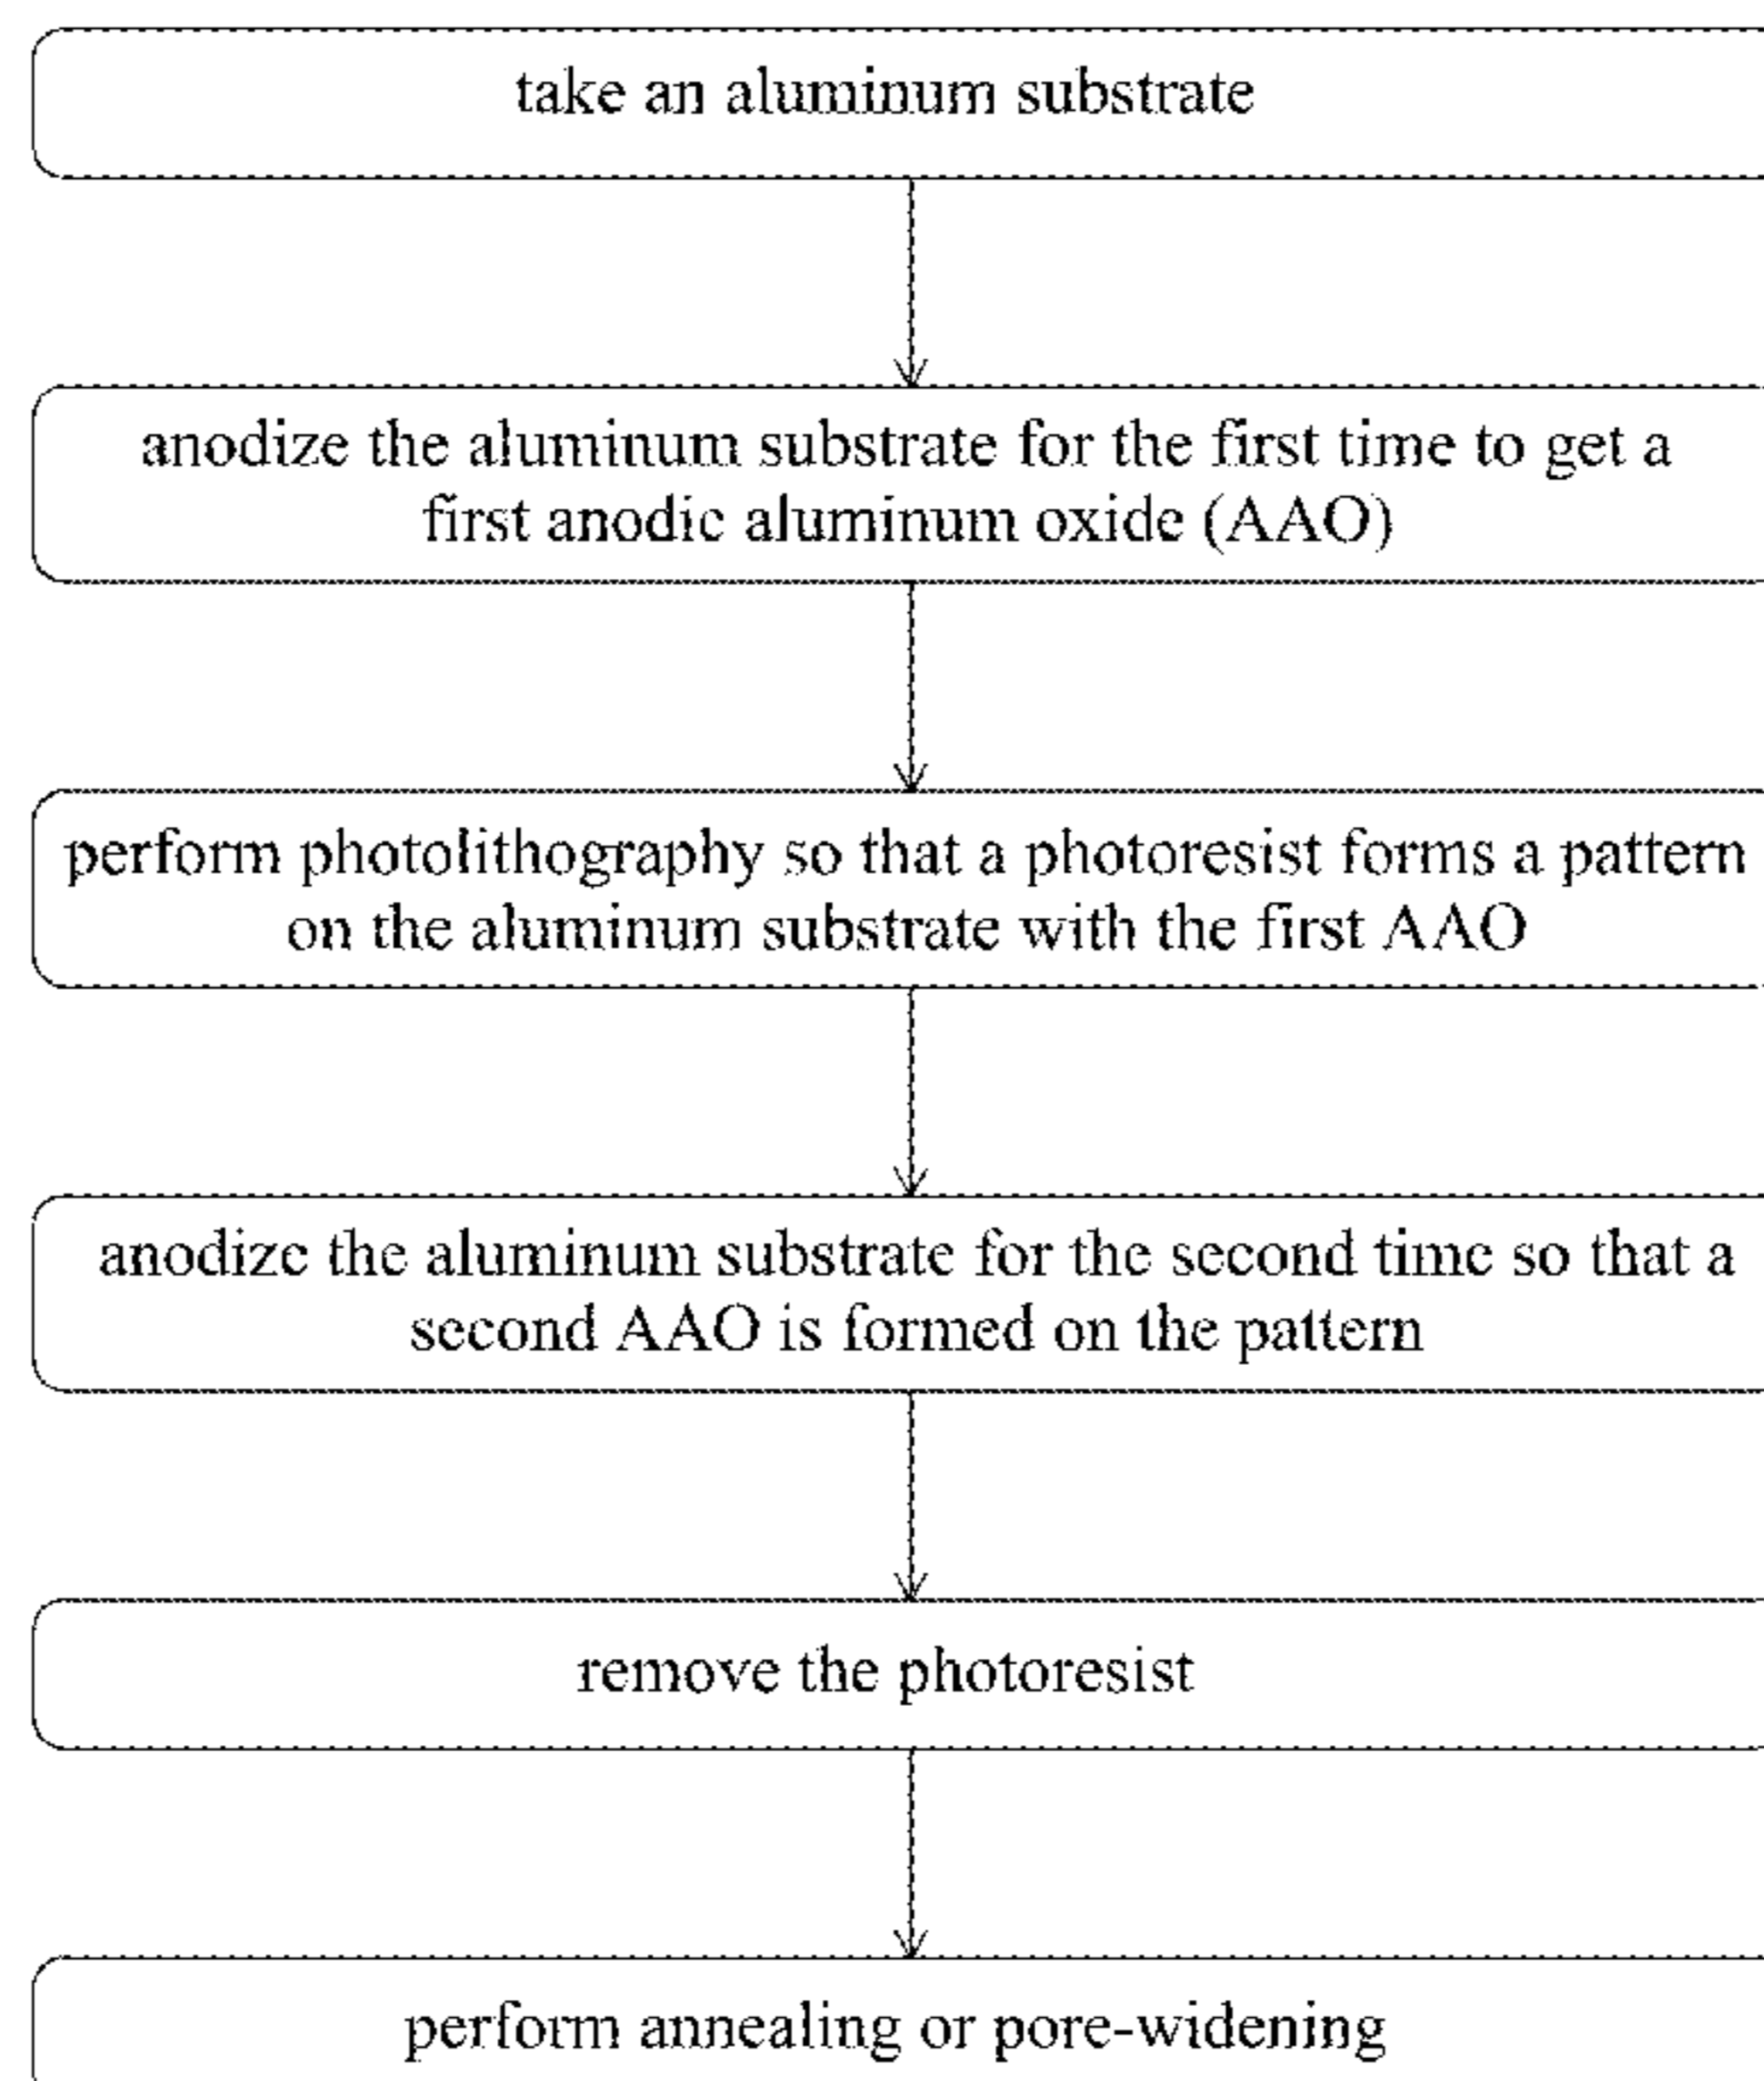 take an aluminum substrate
anodize the aluminum substrate for the first time to get a
first anodic aluminum oxide (AAO)
perform photolithography so that a photoresist forms a pattern
on the aluminum substrate with the first AAO
anodize the aluminum substrate for the second time so that a
second AAO is formed on the pattern
remove the photoresist
perform annealing or pore-widening